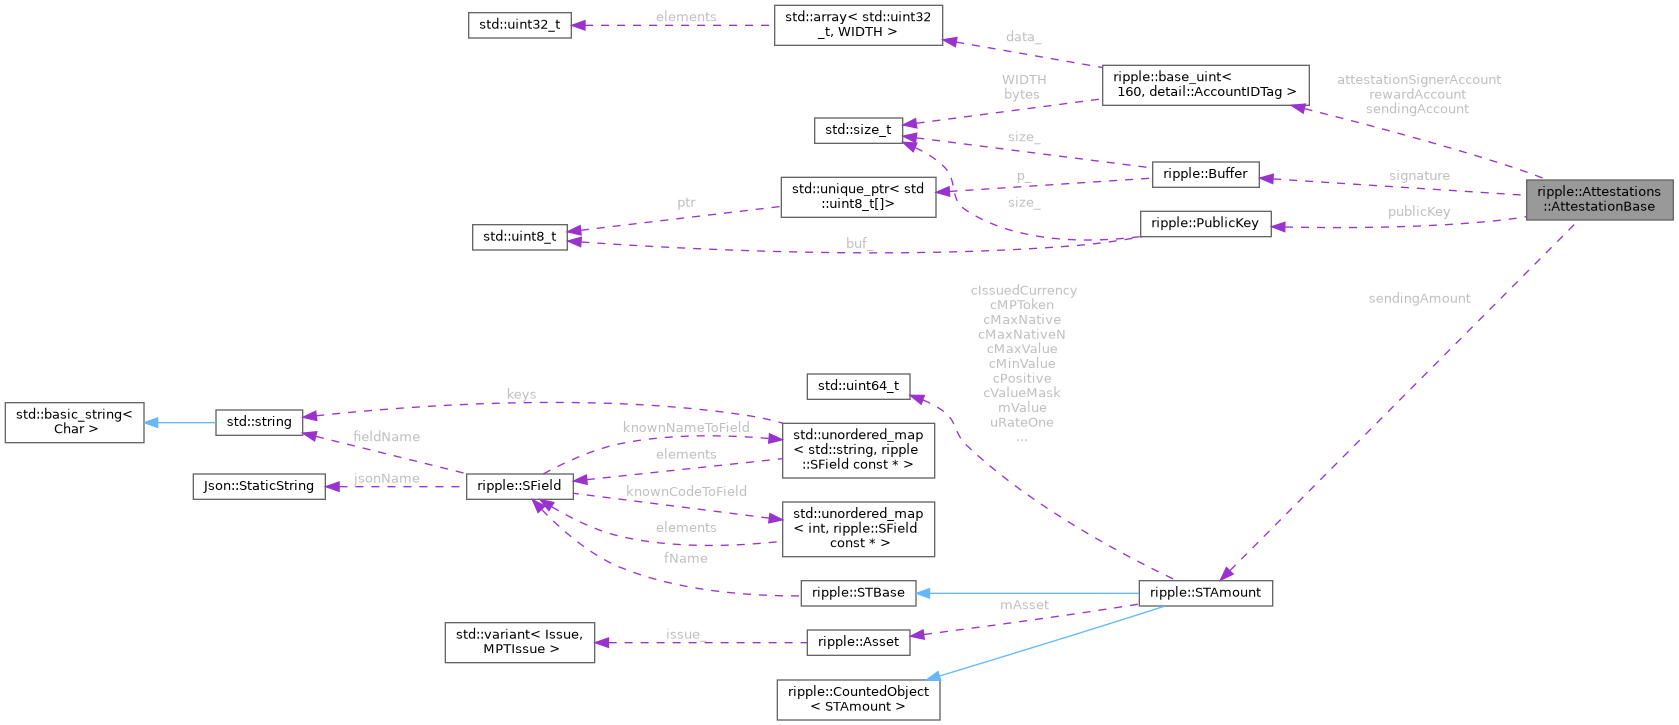 std::uint32_t
elements
std::array< std::uint32
_t, WIDTH >
data_
ripple::base_uint<
160, detail::AccountIDTag >
WIDTH
bytes
attestationSignerAccount
rewardAccount
sendingAccount
std::size_t
size_
ripple::Buffer
signature
p_
size_
std::unique_ptr< std
::uint8_t[]>
ptr
std::uint8_t
buf_
ripple::PublicKey
publicKey
ripple::Attestations
::AttestationBase
sendingAmount
cIssuedCurrency
cMPToken
cMaxNative
cMaxNativeN
cMaxValue
cMinValue
cPositive
cValueMask
mValue
uRateOne
...
std::uint64_t
keys
std::basic_string<
Char >
std::string
fieldName
knownNameToField
std::unordered_map
< std::string, ripple
::SField const * >
elements
Json::StaticString
jsonName
ripple::SField
knownCodeToField
std::unordered_map
< int, ripple::SField
const * >
elements
fName
ripple::STBase
ripple::STAmount
mAsset
std::variant< Issue,
MPTIssue >
issue_
ripple::Asset
ripple::CountedObject
< STAmount >